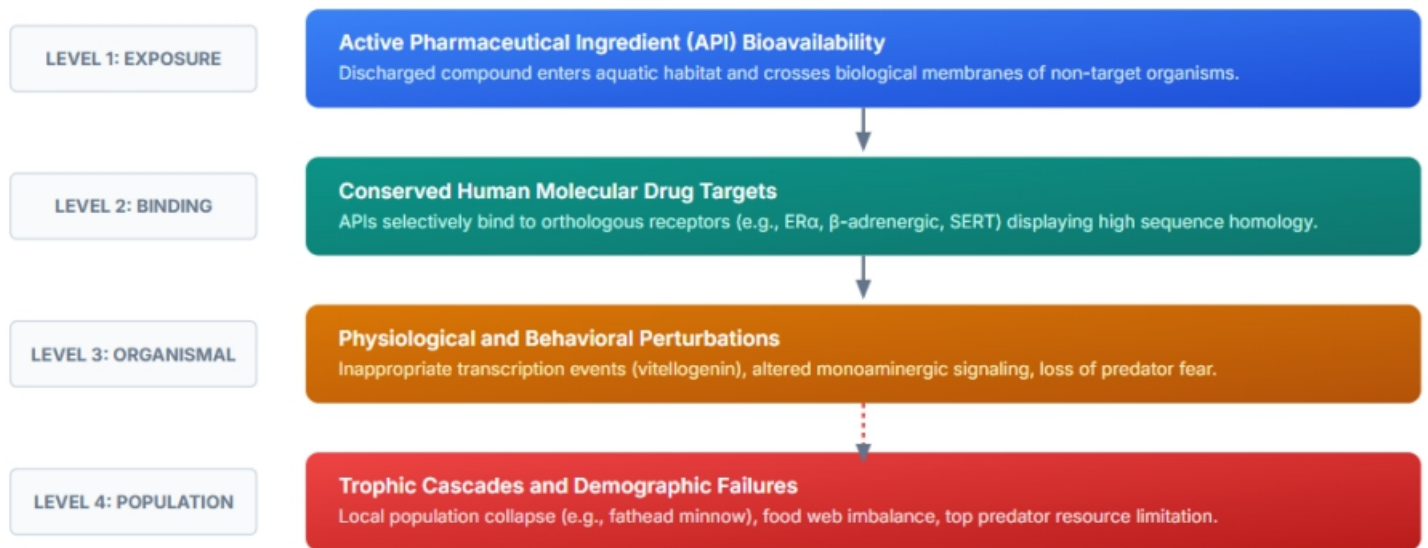 LEVEL 1: EXPOSURE
Active Pharmaceutical Ingredient (API) Bioavailability
Discharged compound enters aquatic habitat and crosses biological membranes of non-target organisms.
LEVEL 2: BINDING
Conserved Human Molecular Drug Targets
APIs selectively bind to orthologous receptors (e.g., ERα, β-adrenergic, SERT) displaying high sequence homology.
LEVEL 3: ORGANISMAL
Physiological and Behavioral Perturbations
Inappropriate transcription events (vitellogenin), altered monoaminergic signaling, loss of predator fear.
LEVEL 4: POPULATION
Trophic Cascades and Demographic Failures
Local population collapse (e.g., fathead minnow), food web imbalance, top predator resource limitation.